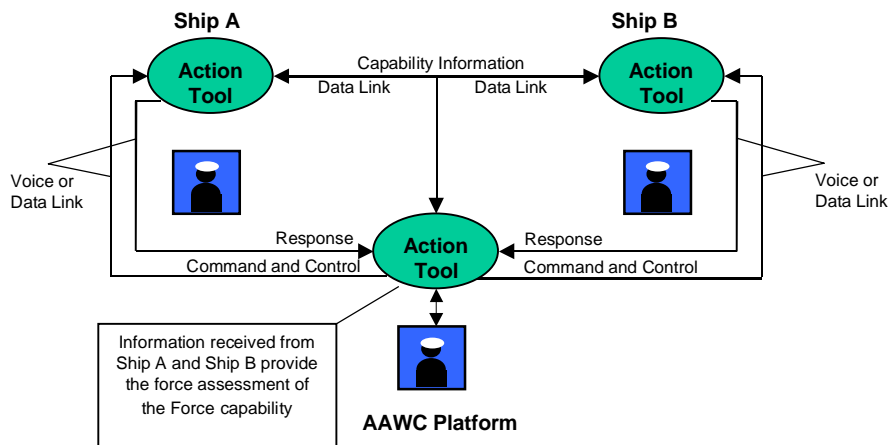 Ship A
Ship B
Action
Tool
Capability Information
Data Link
Data Link
Action
Tool
Voice or
Data Link
Voice or
Data Link
Response
Command and Control
Action
Tool
Response
Command and Control
Information received from
Ship A and Ship B provide
the force assessment of
the Force capability
AAWC Platform